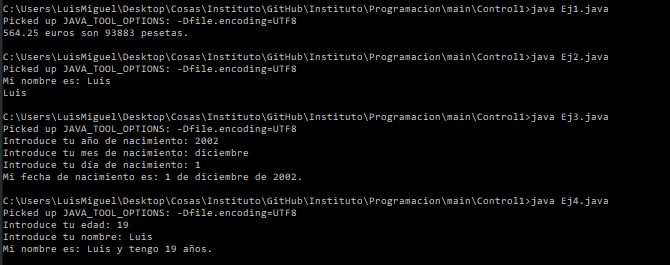 C:\Users\LuisMiguel\Desktop\Cosas\Instituto\GitHub\Instituto\Programacion\main\Control1>java Ej1.java
Picked up JAVA_TOOL_OPTIONS: -Dfile.encoding=UTF8
564.25 euros son 93883 pesetas.
C:\Users\LuisMiguel\Desktop\Cosas\Instituto\GitHub\Instituto\Programacion\main\Control1>java Ej2.java
Picked up JAVA_TOOL_OPTIONS: -Dfile.encoding=UTF8
Mi nombre es: Luis
Luis
C:\Users\LuisMiguel\Desktop\Cosas\Instituto\GitHub\Instituto\Programacion\main\Control1>java Ej3.java
Picked up JAVA_TOOL_OPTIONS: -Dfile.encoding=UTF8
Introduce tu año de nacimiento: 2002
Introduce tu mes de nacimiento: diciembre
Introduce tu día de nacimiento: 1
Mi fecha de nacimiento es: 1 de diciembre de 2002.
C:\Users\LuisMiguel\Desktop\Cosas\Instituto\GitHub\Instituto\Programacion\main\Control1>java Ej4.java
Picked up JAVA_TOOL_OPTIONS: -Dfile.encoding=UTF8
Introduce tu edad: 19
Introduce tu nombre: Luis
Mi nombre es: Luis y tengo 19 años.